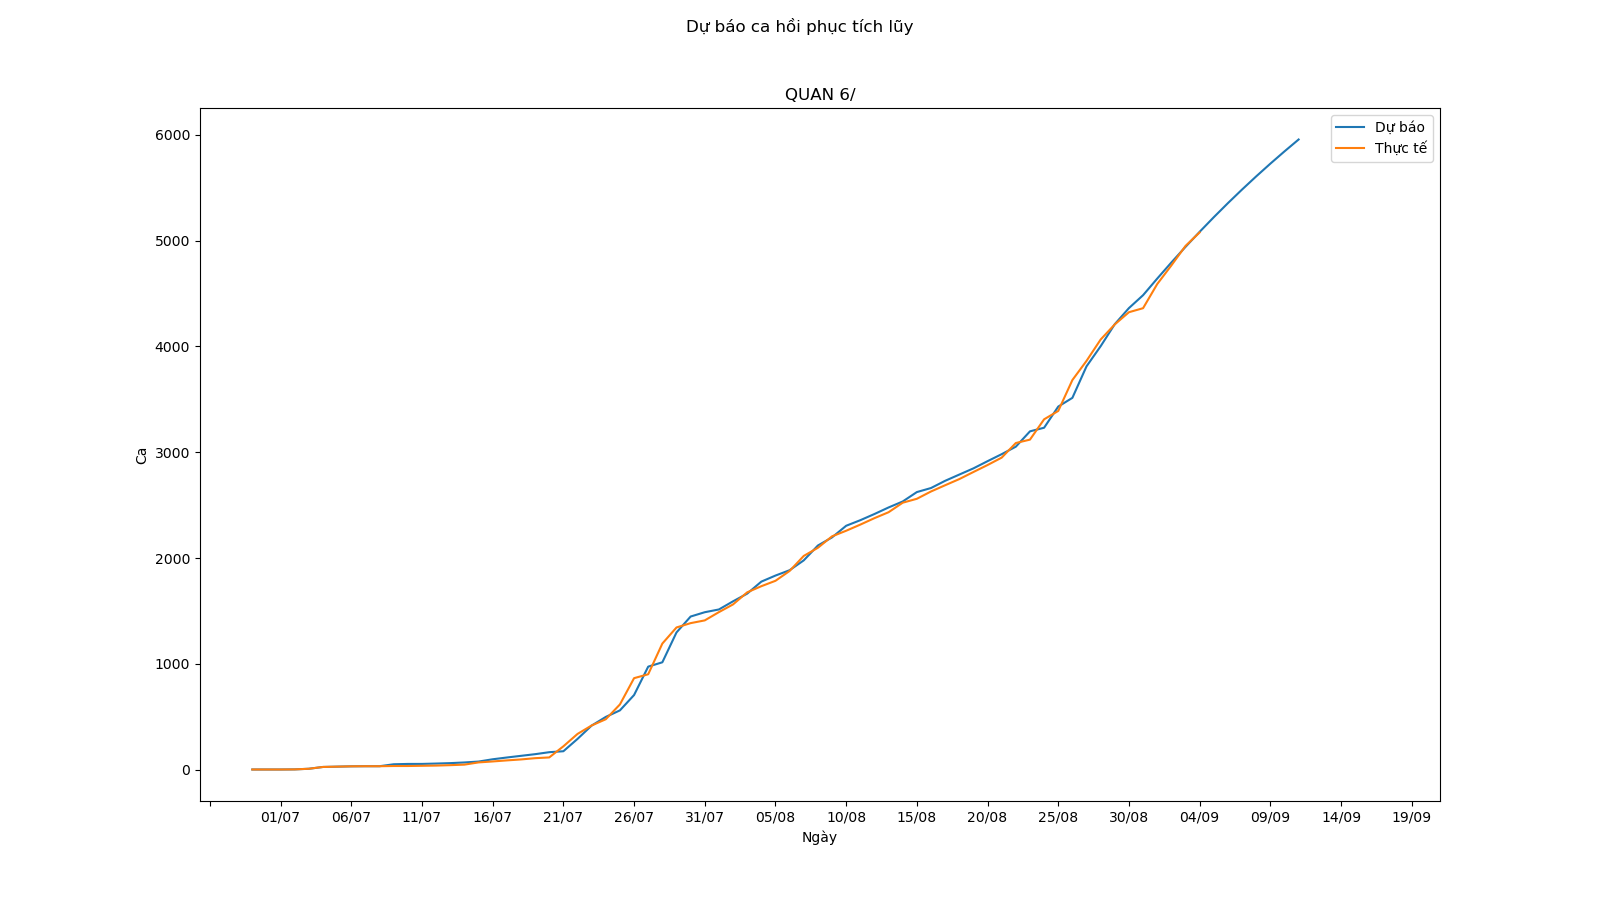 Dự báo ca hồi phục tích lũy
QUAN 6/
Dự báo
Thực tế
6000
5000
4000
3000
2000
1000
0
Ca
01/07 06/07 11/07 16/07 21/07 26/07 31/07 05/08 10/08 15/08 20/08 25/08 30/08 04/09 09/09 14/09 19/09
Ngày